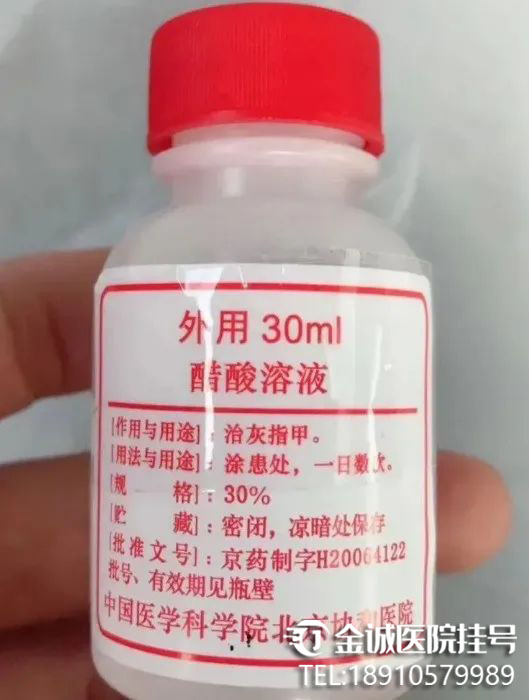 外用 30ml
醋酸溶液
[作用与用途]:治灰指甲。
[用法与用途]:涂患处,一日数次。
[规 格]:30%
[贮 藏]:密闭,凉暗处保存
[批准文号]:京药制字H20064122
批号、有效期见瓶壁
中国医学科学院北京协和医院
金诚医院挂号
TEL:18910579989